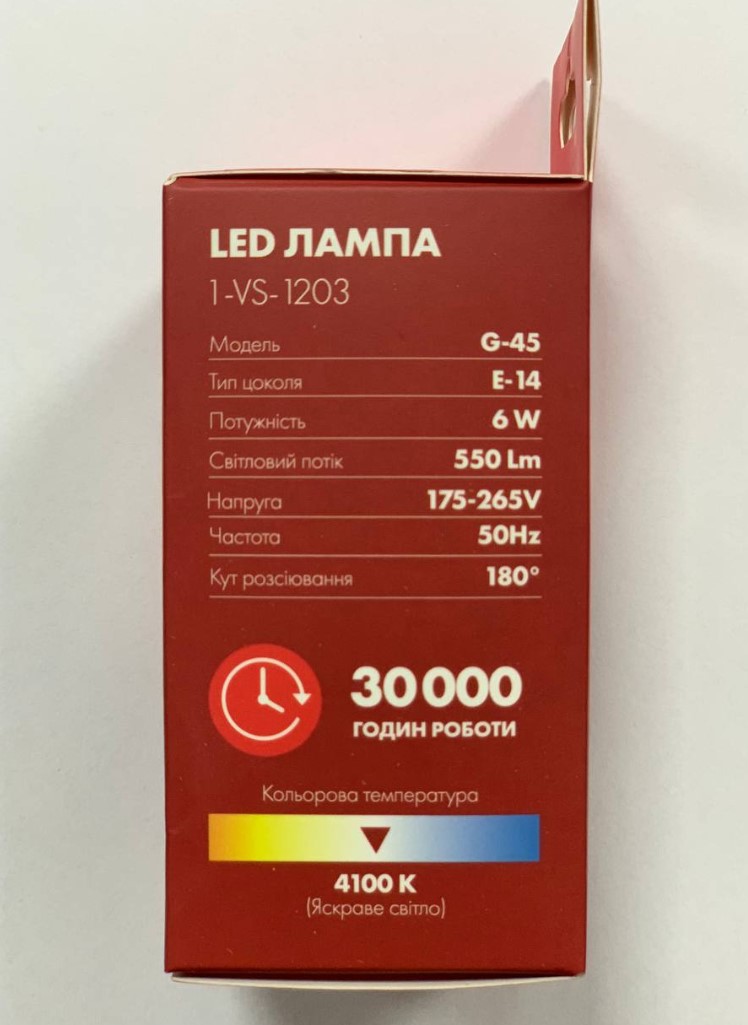 LED ЛАМПА
1-VS-1203
Модель G-45
Тип цоколя E-14
Потужність 6 W
Світловий потік 550 Lm
Напруга 175-265V
Частота 50Hz
Кут розсіювання 180°
30 000
ГОДИН РОБОТИ
Кольорова температура
4100 K
(Яскраве світло)